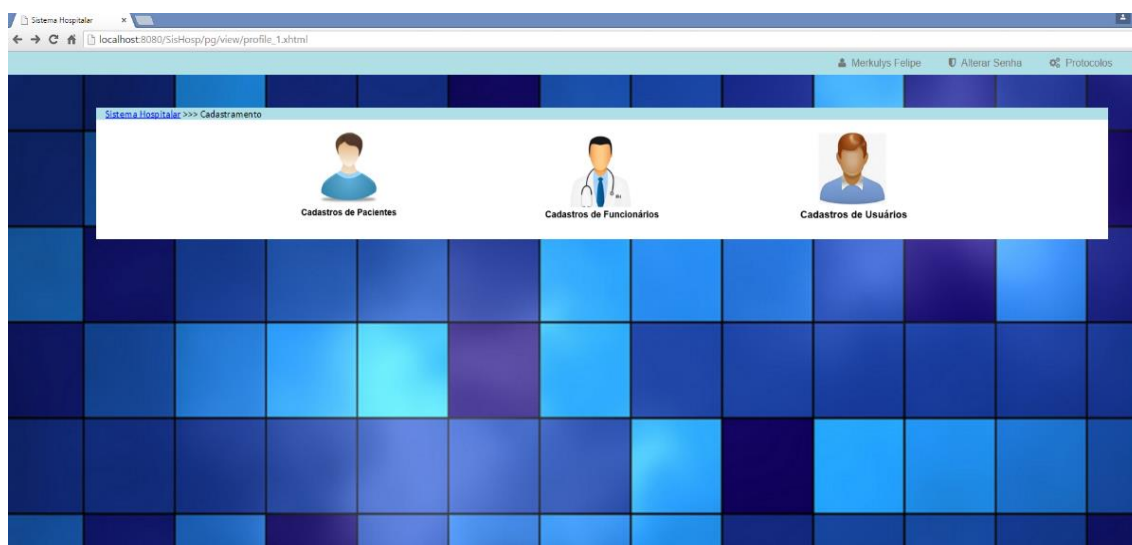 Sistema Hospitalar
localhost:8080/SisHosp/pg/view/profile_1.xhtml
Merkulys Felipe Alterar Senha Protocolos
Sistema Hospitalar >>> Cadastramento
Cadastros de Pacientes Cadastros de Funcionários Cadastros de Usuários